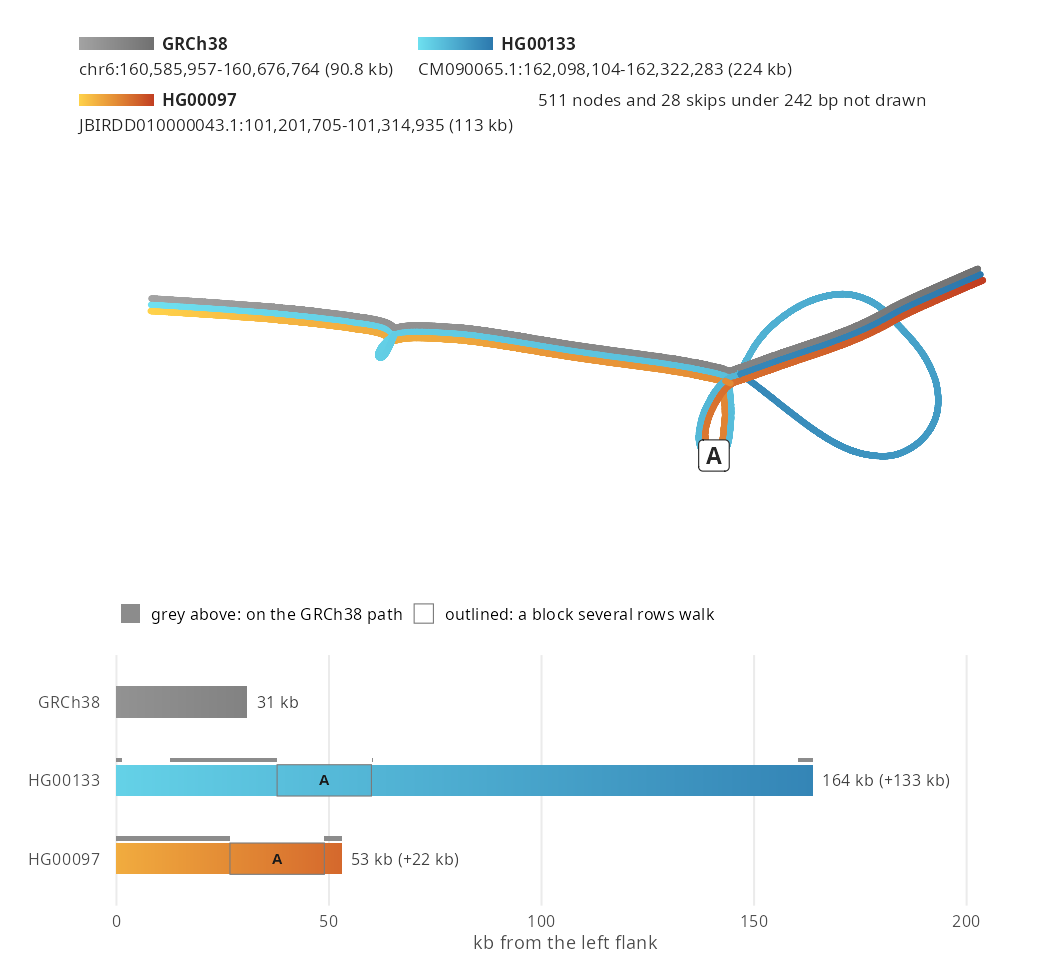 GRCh38
chr6:160,585,957-160,676,764 (90.8 kb)
HG00133
CM090065.1:162,098,104-162,322,283 (224 kb)
HG00097
JBIRDD010000043.1:101,201,705-101,314,935 (113 kb)
511 nodes and 28 skips under 242 bp not drawn
A
grey above: on the GRCh38 path
outlined: a block several rows walk
GRCh38
31 kb
HG00133
A
164 kb (+133 kb)
HG00097
A
53 kb (+22 kb)
0
50
100
150
200
kb from the left flank